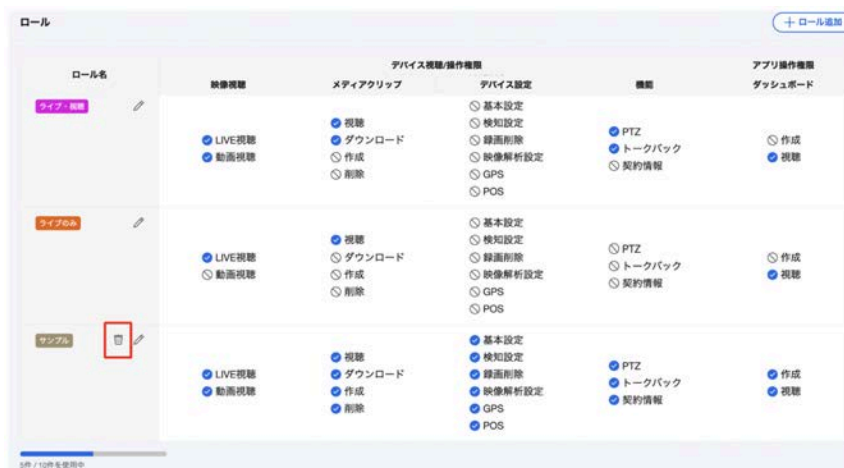 ロール
＋ ロール追加
ロール名
デバイス視聴/操作権限
アプリ操作権限
映像視聴
メディアクリップ
デバイス設定
機能
ダッシュボード
ライブ・視聴
LIVE視聴
動画視聴
視聴
ダウンロード
作成
削除
基本設定
検知設定
録画削除
映像解析設定
GPS
POS
PTZ
トークバック
契約情報
作成
視聴
ライブのみ
LIVE視聴
動画視聴
視聴
ダウンロード
作成
削除
基本設定
検知設定
録画削除
映像解析設定
GPS
POS
PTZ
トークバック
契約情報
作成
視聴
サンプル
LIVE視聴
動画視聴
視聴
ダウンロード
作成
削除
基本設定
検知設定
録画削除
映像解析設定
GPS
POS
PTZ
トークバック
契約情報
作成
視聴
5件 / 10件を使用中